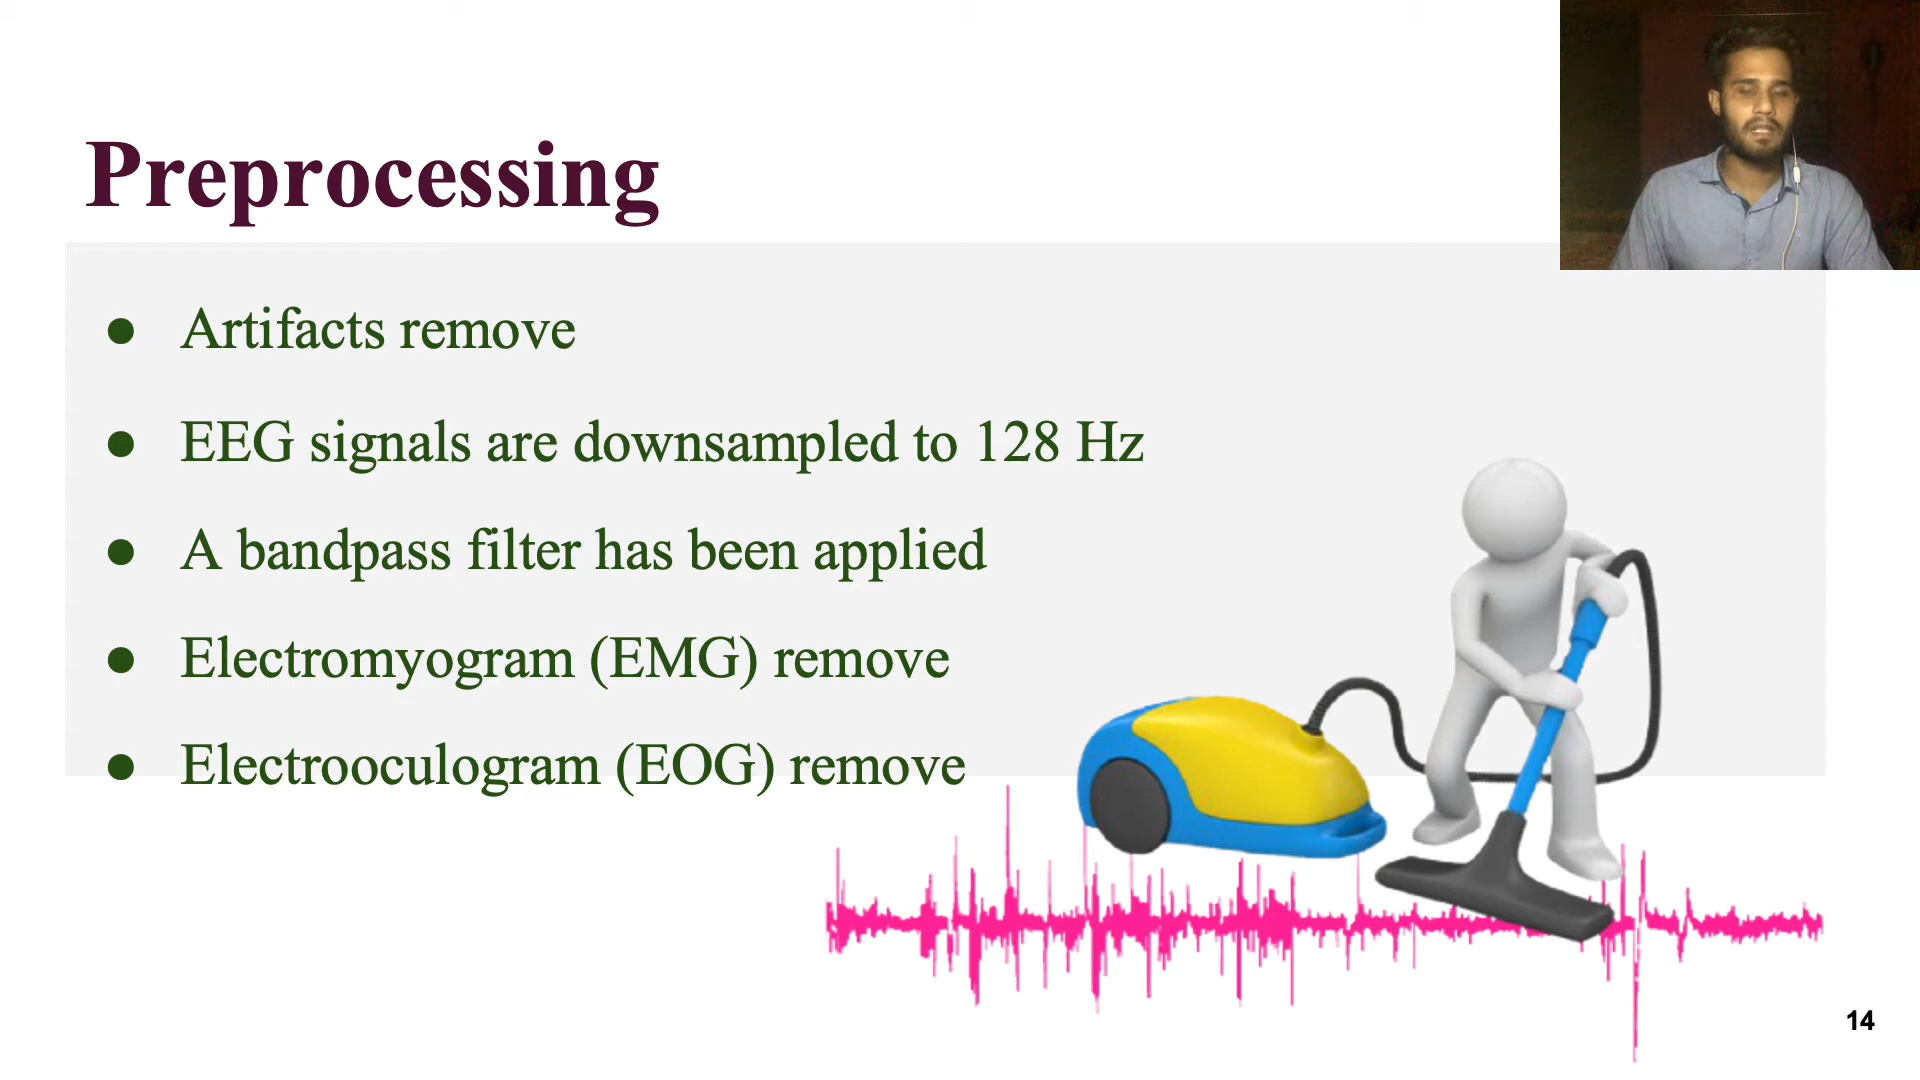 Preprocessing
● Artifacts remove
● EEG signals are downsampled to 128 Hz
● A bandpass filter has been applied
● Electromyogram (EMG) remove
● Electrooculogram (EOG) remove
14